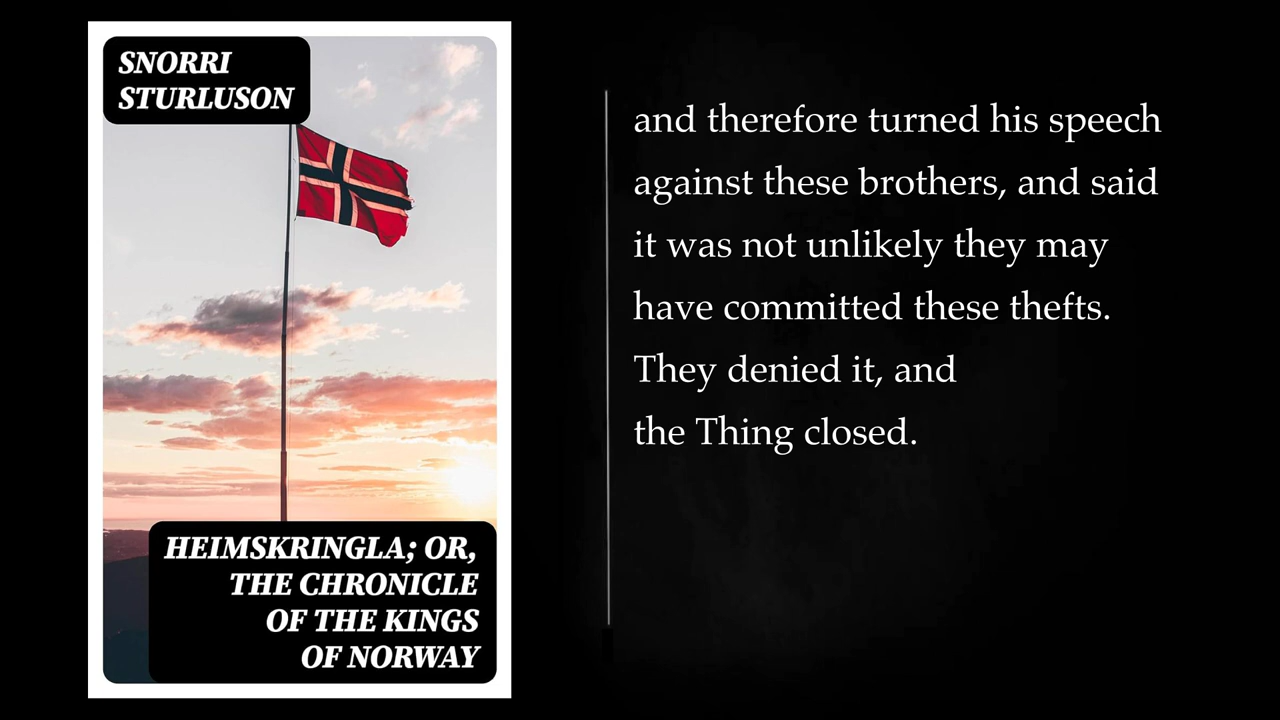 SNORRI
STURLUSON
HEIMSKRINGLA; OR,
THE CHRONICLE
OF THE KINGS
OF NORWAY
and therefore turned his speech
against these brothers, and said
it was not unlikely they may
have committed these thefts.
They denied it, and
the Thing closed.